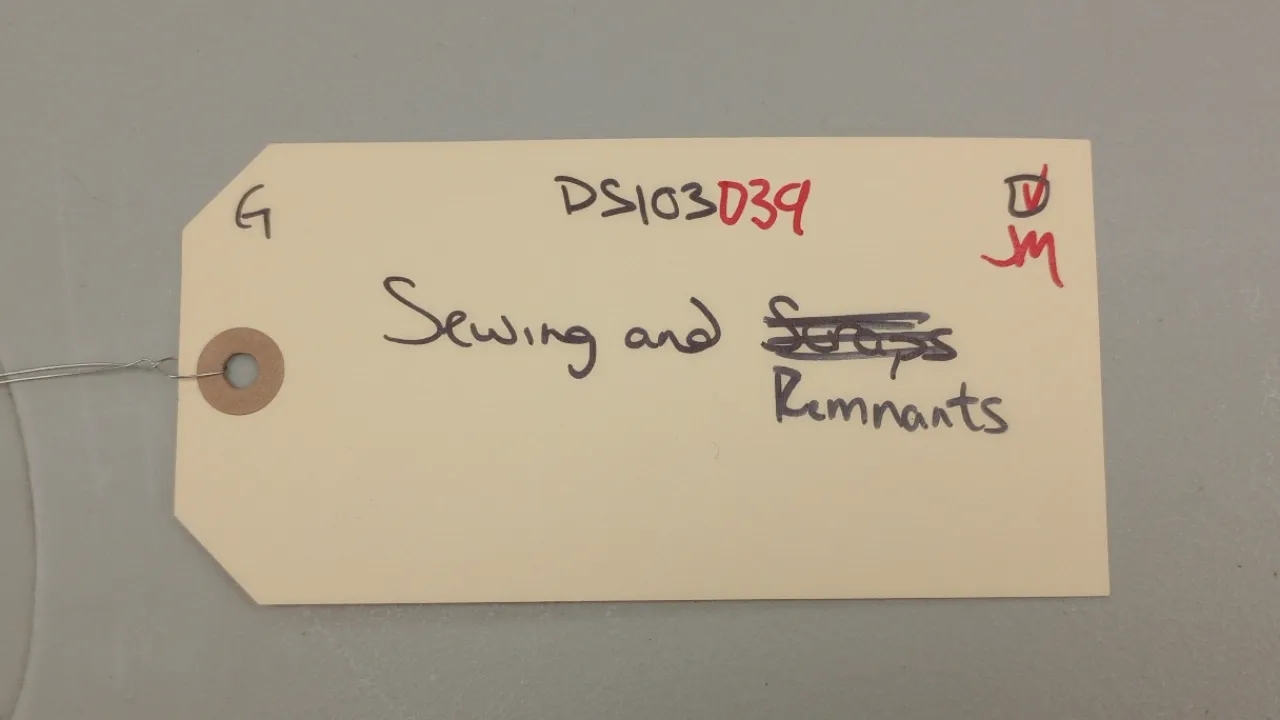 G DS103039
JM
Sewing and Scraps
Remnants